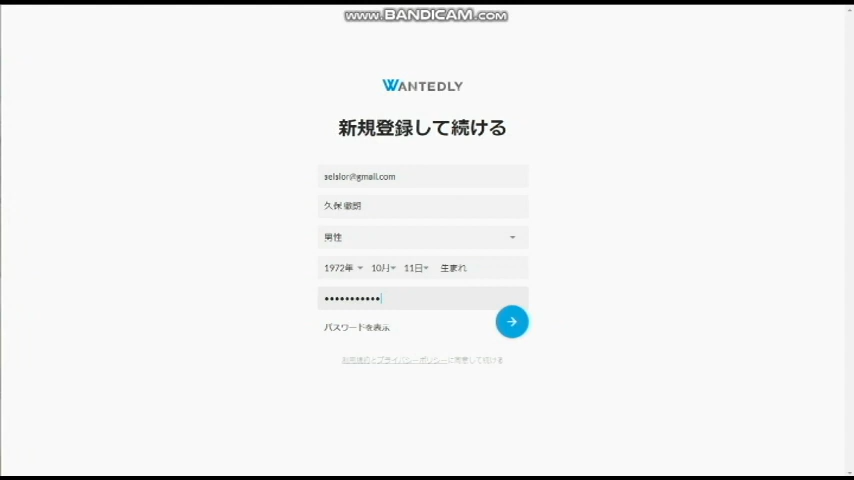 www.BANDICAM.com
WANTEDLY
新規登録して続ける
selslor@gmail.com
久保 徹朗
男性
1972年 10月 11日 生まれ
パスワードを表示
利用規約とプライバシーポリシーに同意して続ける